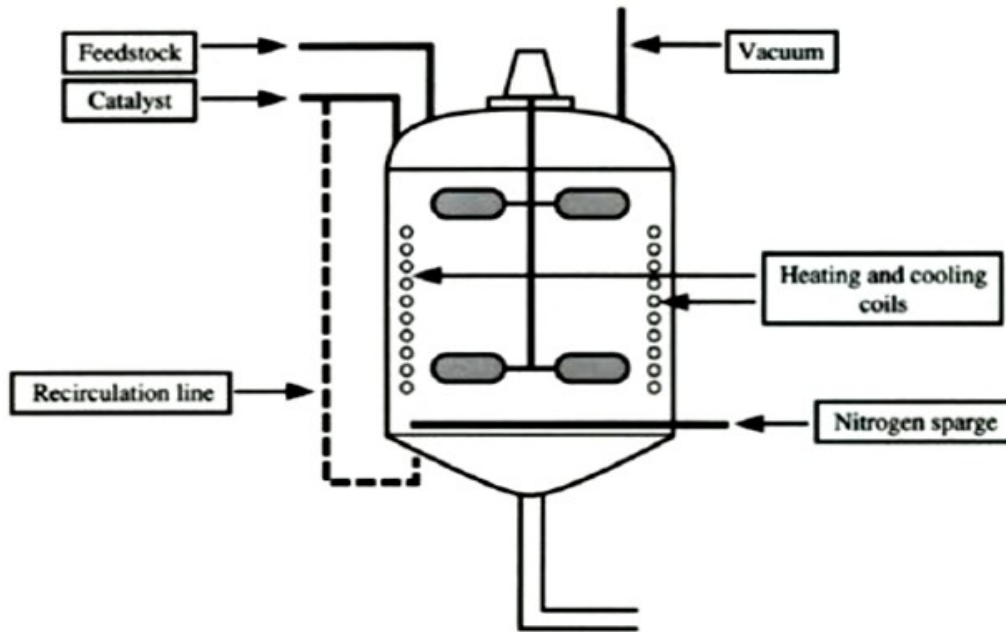 Feedstock
Vacuum
Catalyst
Heating and cooling
coils
Recirculation line
Nitrogen sparge